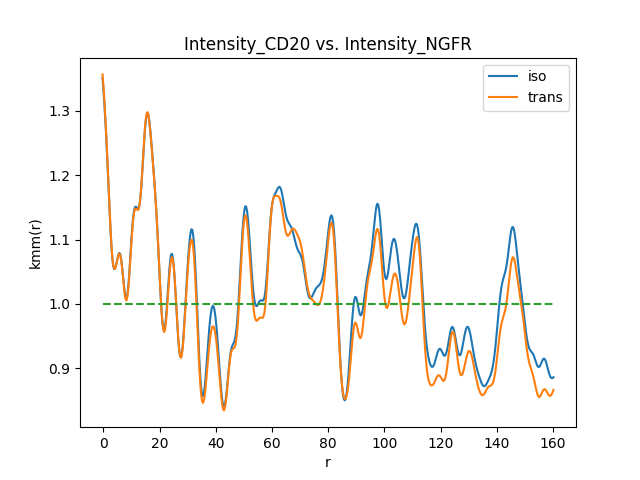 Intensity_CD20 vs. Intensity_NGFR
iso
trans
1.3
1.2
1.1
1.0
0.9
kmm(r)
0 20 40 60 80 100 120 140 160
r